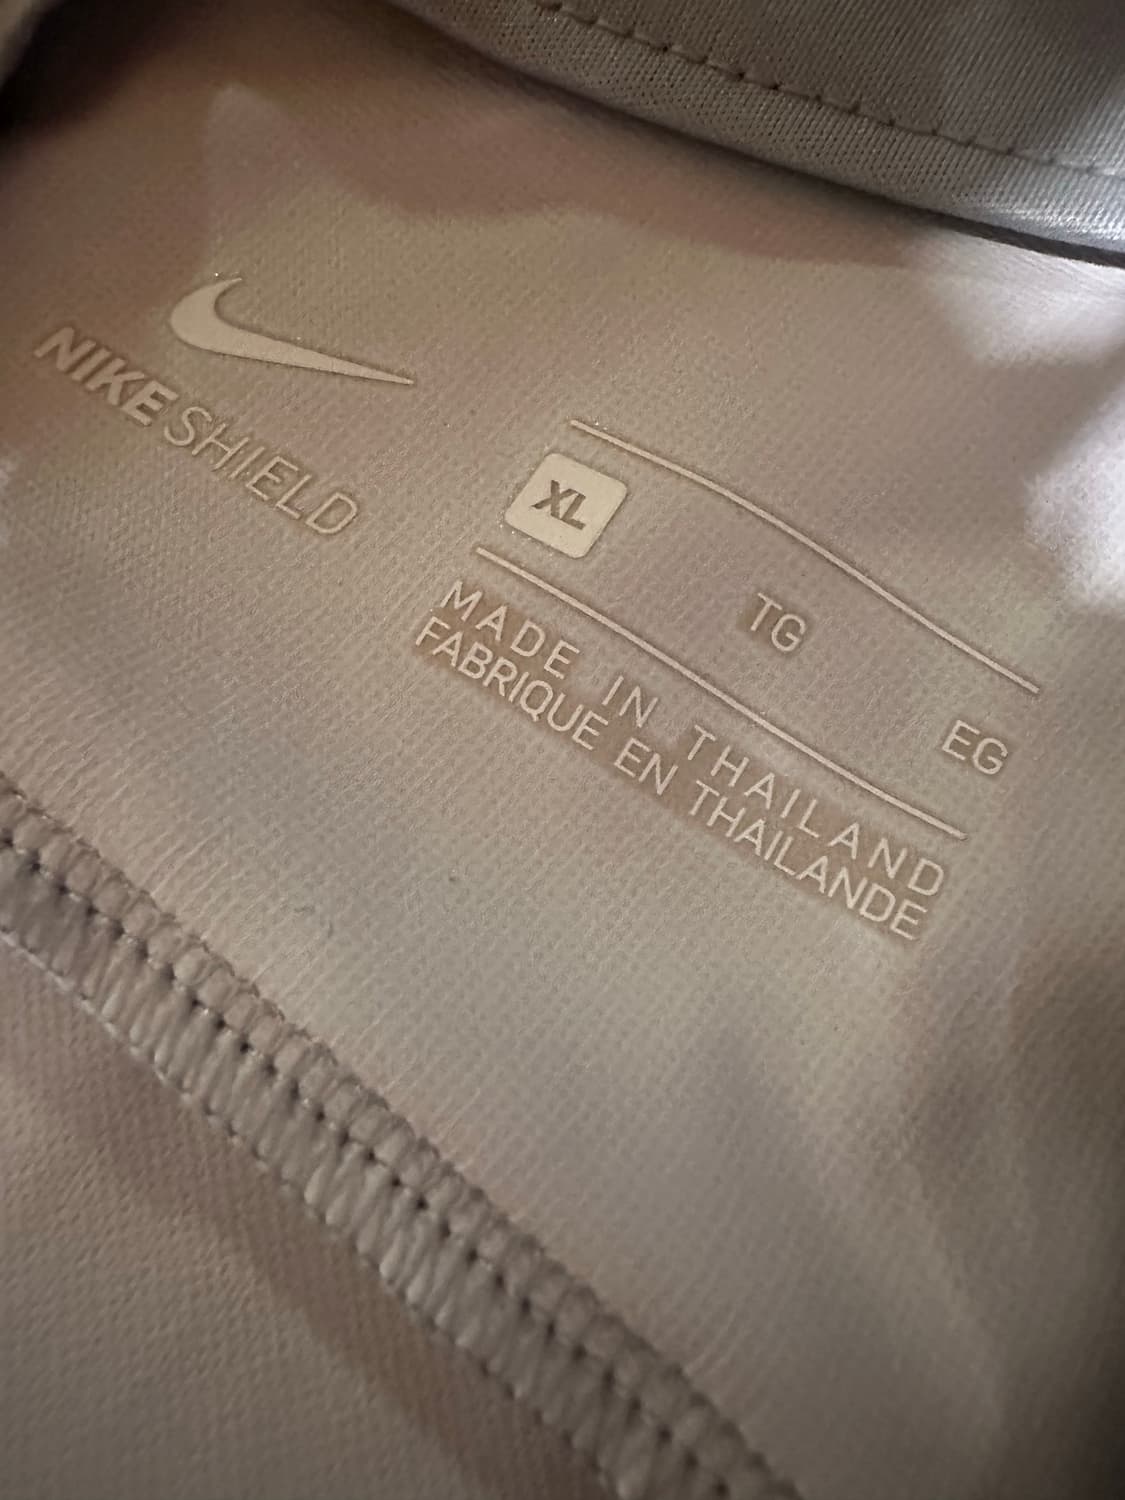 NIKE SHIELD
XL TG EG
MADE IN THAILAND
FABRIQUE EN THAILANDE